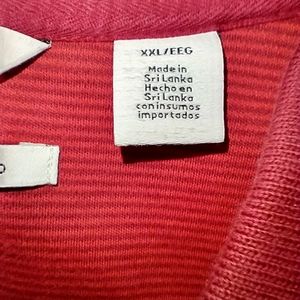 XXL/EEG
Made in
Sri Lanka
Hecho en
Sri Lanka
con insumos
importados